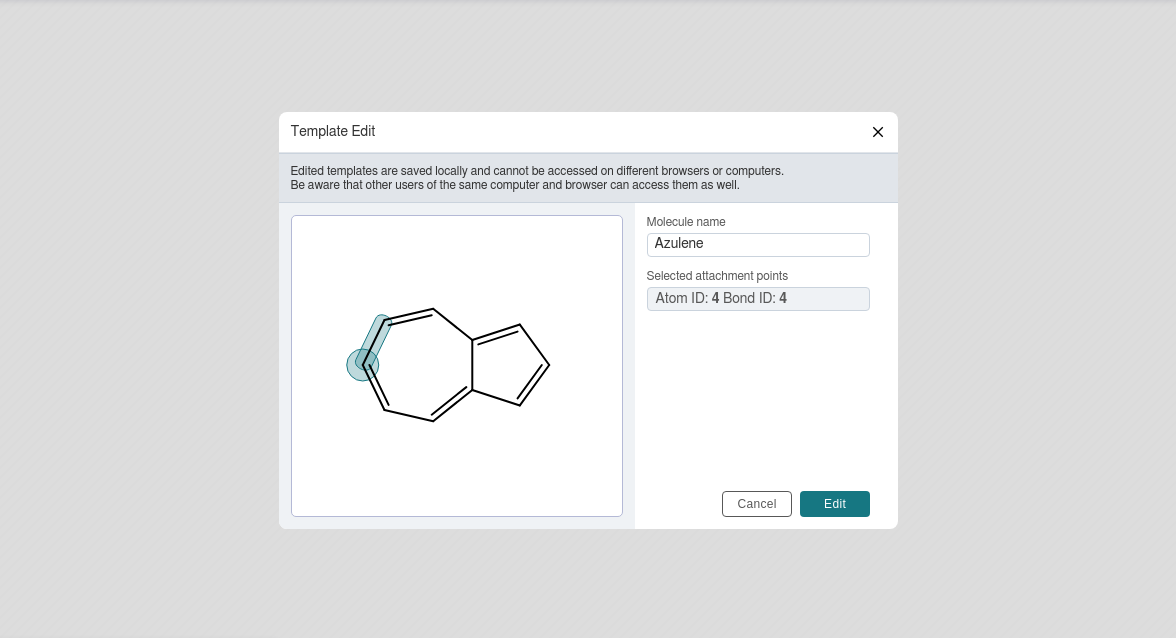 Template Edit
Edited templates are saved locally and cannot be accessed on different browsers or computers.
Be aware that other users of the same computer and browser can access them as well.
Molecule name
Azulene
Selected attachment points
Atom ID: 4 Bond ID: 4
Cancel
Edit